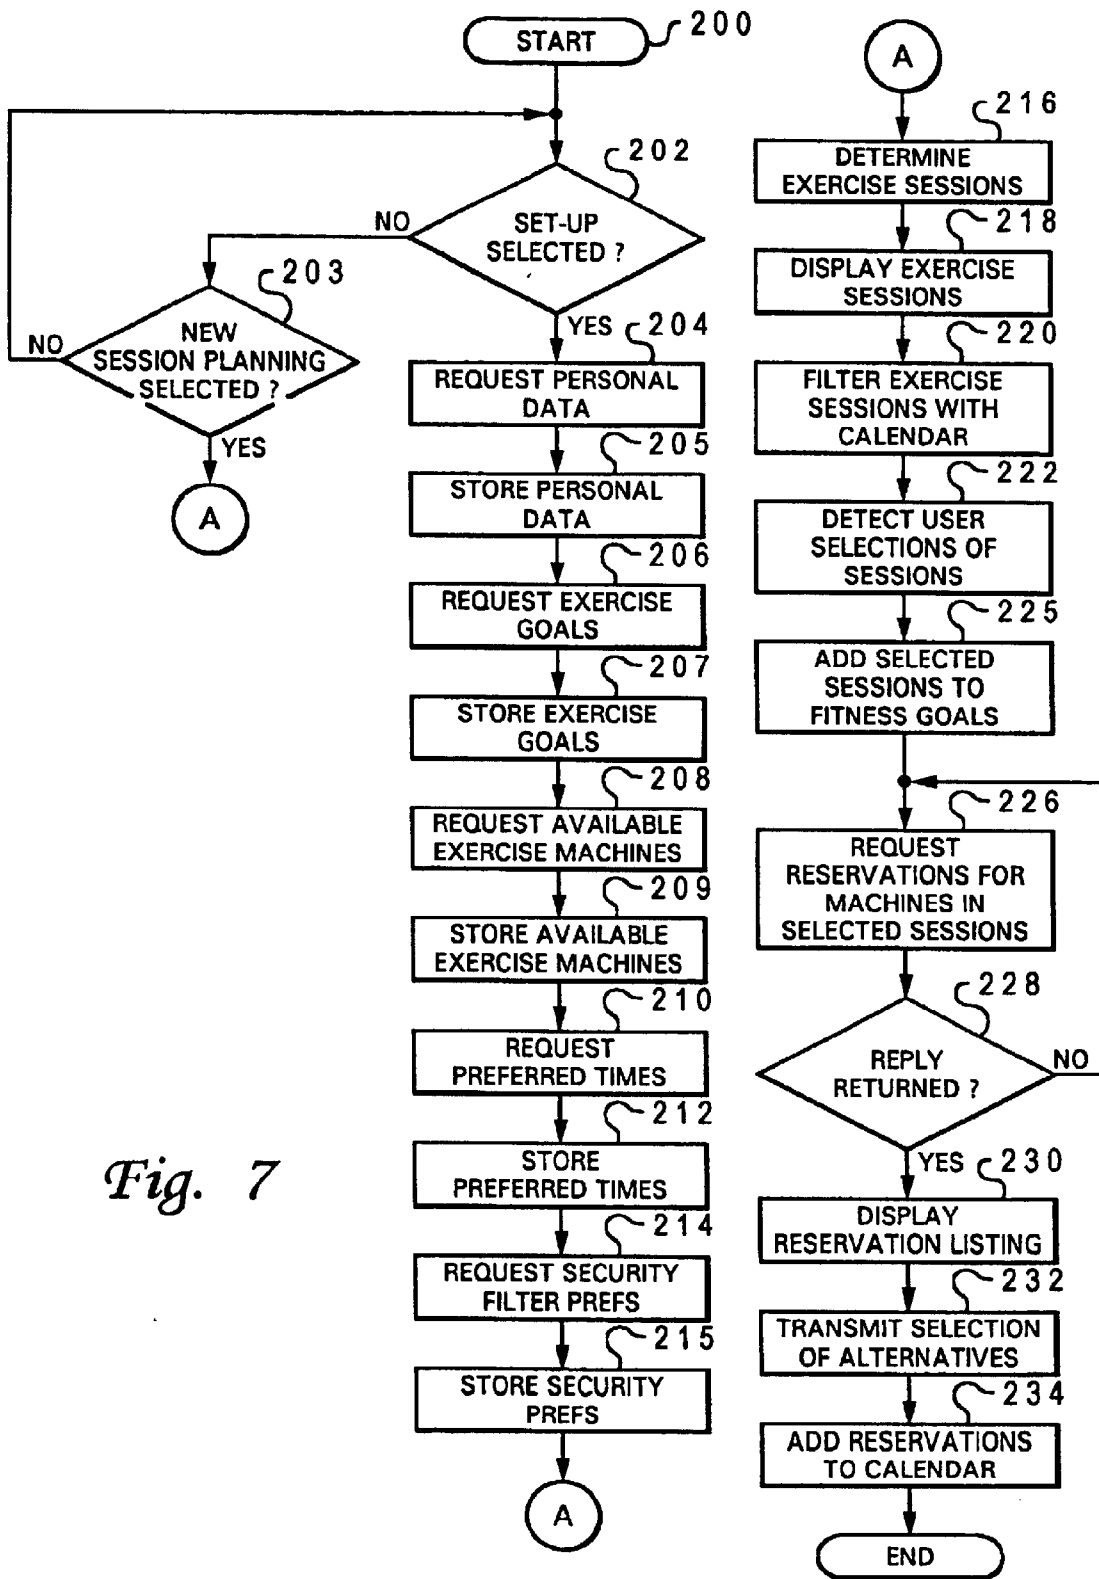 START
200
202
SET-UP
SELECTED ?
NO
YES
203
NEW
SESSION PLANNING
SELECTED ?
NO
YES
A
204
REQUEST PERSONAL
DATA
205
STORE PERSONAL
DATA
206
REQUEST EXERCISE
GOALS
207
STORE EXERCISE
GOALS
208
REQUEST AVAILABLE
EXERCISE MACHINES
209
STORE AVAILABLE
EXERCISE MACHINES
210
REQUEST
PREFERRED TIMES
212
STORE
PREFERRED TIMES
214
REQUEST SECURITY
FILTER PREFS
215
STORE SECURITY
PREFS
A
A
216
DETERMINE
EXERCISE SESSIONS
218
DISPLAY EXERCISE
SESSIONS
220
FILTER EXERCISE
SESSIONS WITH
CALENDAR
222
DETECT USER
SELECTIONS OF
SESSIONS
225
ADD SELECTED
SESSIONS TO
FITNESS GOALS
226
REQUEST
RESERVATIONS FOR
MACHINES IN
SELECTED SESSIONS
228
REPLY
RETURNED ?
NO
YES
230
DISPLAY
RESERVATION LISTING
232
TRANSMIT SELECTION
OF ALTERNATIVES
234
ADD RESERVATIONS
TO CALENDAR
END
Fig. 7